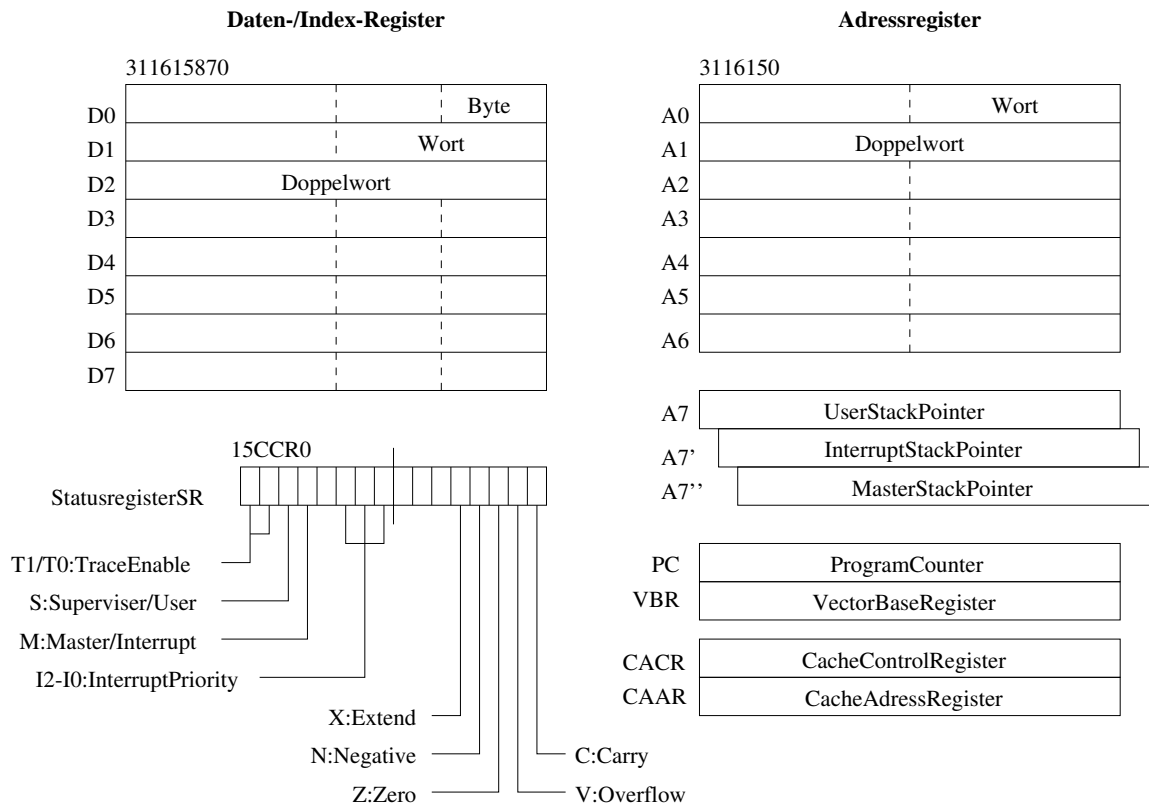 Daten-/Index-Register
311615870
D0 Byte
D1 Wort
D2 Doppelwort
D3
D4
D5
D6
D7
Adressregister
3116150
A0 Wort
A1 Doppelwort
A2
A3
A4
A5
A6
A7 UserStackPointer
A7' InterruptStackPointer
A7'' MasterStackPointer
PC ProgramCounter
VBR VectorBaseRegister
CACR CacheControlRegister
CAAR CacheAdressRegister
15CCR0
StatusregisterSR
T1/T0:TraceEnable
S:Superviser/User
M:Master/Interrupt
I2-I0:InterruptPriority
X:Extend
N:Negative C:Carry
Z:Zero V:Overflow